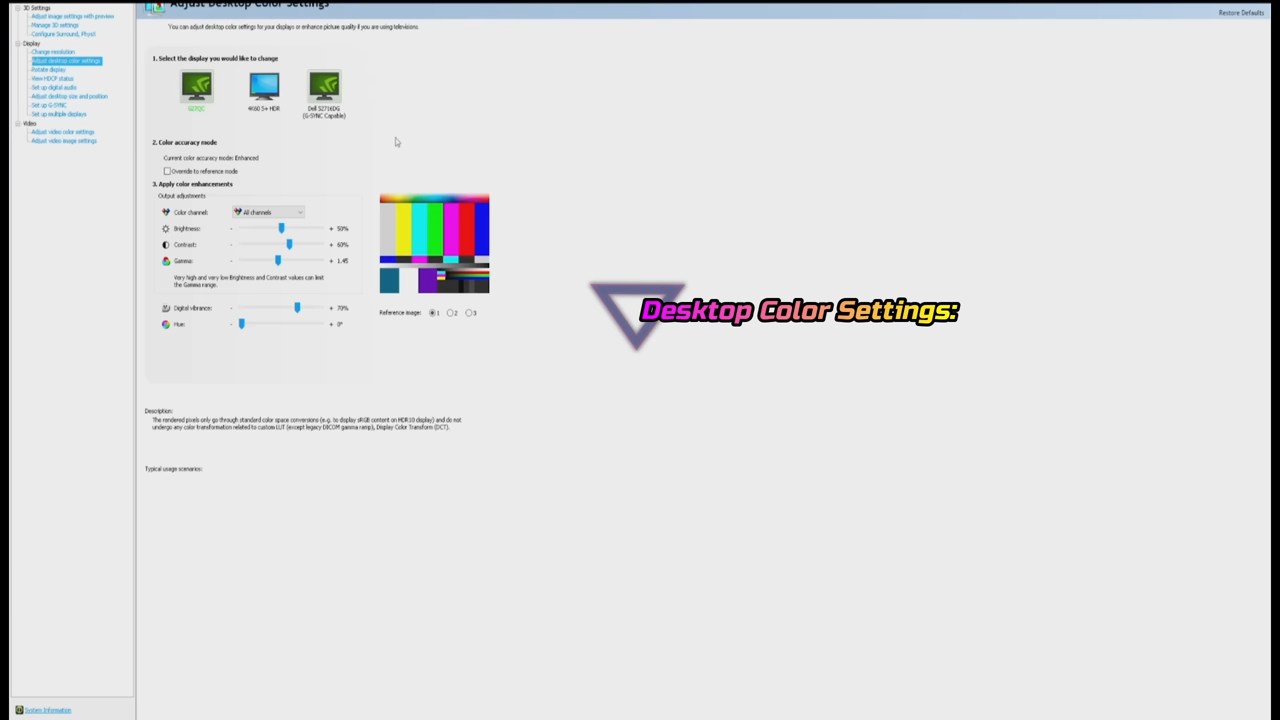 3D Settings
Adjust image settings with preview
Manage 3D settings
Configure Surround, PhysX
Display
Change resolution
Adjust desktop color settings
Rotate display
View HDCP status
Set up digital audio
Adjust desktop size and position
Set up G-SYNC
Set up multiple displays
Video
Adjust video color settings
Adjust video image settings
System Information
Adjust Desktop Color Settings
Restore Defaults
You can adjust desktop color settings for your displays or enhance picture quality if you are using televisions.
1. Select the display you would like to change
4K60 S+ HDR
Dell S2716DG
(G-SYNC Capable)
2. Color accuracy mode
Current color accuracy mode: Enhanced
Override to reference mode
3. Apply color enhancements
Output adjustments
Color channel: All channels
Brightness: - + 50%
Contrast: - + 60%
Gamma: - + 1.45
Very high and very low Brightness and Contrast values can limit
the Gamma range.
Digital vibrance: - + 70%
Hue: - + 0°
Reference image: 1 2 3
Desktop Color Settings:
Description:
The rendered pixels only go through standard color space conversions (e.g. to display sRGB content on HDR10 display) and do not
undergo any color transformation related to custom LUT (except legacy DICOM gamma ramp), Display Color Transform (DCT).
Typical usage scenarios: